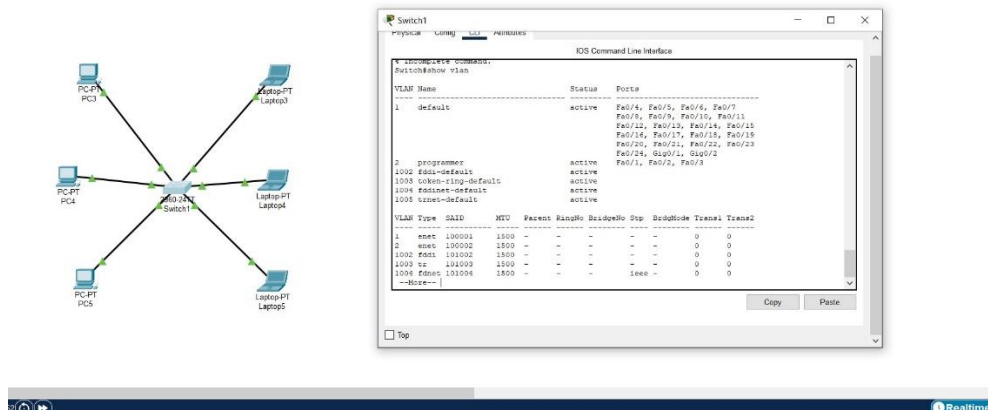 PC-PT
PC3
Laptop-PT
Laptop3
PC-PT
PC4
2960-24TT
Switch1
Laptop-PT
Laptop4
PC-PT
PC5
Laptop-PT
Laptop5
Switch1
Physical Config CLI Attributes
IOS Command Line Interface
% Incomplete command.
Switch#show vlan
VLAN Name Status Ports
1 default active Fa0/4, Fa0/5, Fa0/6, Fa0/7
Fa0/8, Fa0/9, Fa0/10, Fa0/11
Fa0/12, Fa0/13, Fa0/14, Fa0/15
Fa0/16, Fa0/17, Fa0/18, Fa0/19
Fa0/20, Fa0/21, Fa0/22, Fa0/23
Fa0/24, Gig0/1, Gig0/2
2 programmer active Fa0/1, Fa0/2, Fa0/3
1002 fddi-default active
1003 token-ring-default active
1004 fddinet-default active
1005 trnet-default active
VLAN Type SAID MTU Parent RingNo BridgeNo Stp BrdgMode Trans1 Trans2
1 enet 100001 1500 - - - - - 0 0
2 enet 100002 1500 - - - - - 0 0
1002 fddi 101002 1500 - - - - - 0 0
1003 tr 101003 1500 - - - - - 0 0
1004 fdnet 101004 1500 - - - ieee - 0 0
--More--
Copy Paste
Top
Realtime